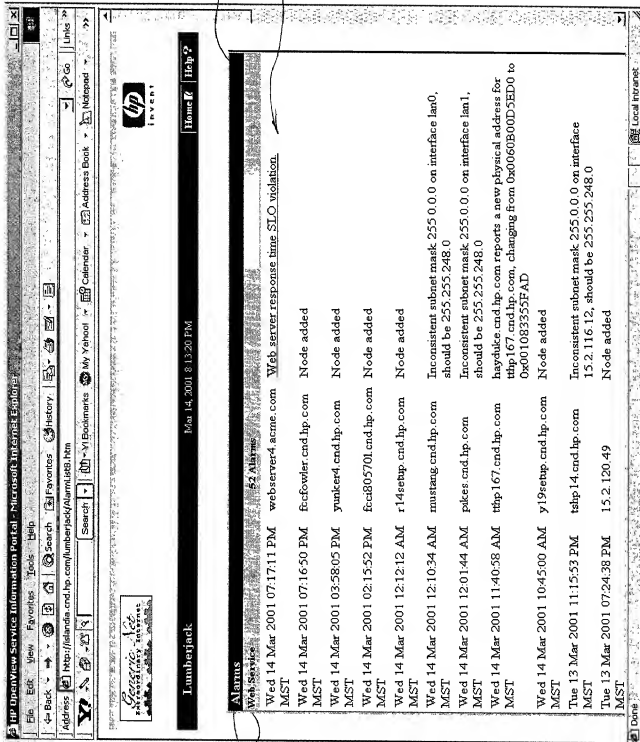 HP OpenView Service Information Portal - Microsoft Internet Explorer
File Edit View Favorites Tools Help
Back Search Favorites History
Address http://islandia.cnd.hp.com/lumberjack/AlarmListB.htm Go Links »
Y! Search Bookmarks My Yahoo! Calendar Address Book Notepad »
Generic Net
Extraordinary Internet
hp
invent
Lumberjack Mar 14, 2001 8:13:20 PM Home Help ?
Alarms
Web Service 52 Alarms
Wed 14 Mar 2001 07:17:11 PM webserver4.acme.com Web server response time SLO violation.
MST
Wed 14 Mar 2001 07:16:50 PM fccfowler.cnd.hp.com Node added
MST
Wed 14 Mar 2001 03:58:05 PM yunker4.cnd.hp.com Node added
MST
Wed 14 Mar 2001 02:15:52 PM fcci80570l.cnd.hp.com Node added
MST
Wed 14 Mar 2001 12:12:12 AM r14setup.cnd.hp.com Node added
MST
Wed 14 Mar 2001 12:10:34 AM mustang.cnd.hp.com Inconsistent subnet mask 255.0.0.0 on interface lan0,
MST should be 255.255.248.0
Wed 14 Mar 2001 12:01:44 AM pikes.cnd.hp.com Inconsistent subnet mask 255.0.0.0 on interface lan1,
MST should be 255.255.248.0
Wed 14 Mar 2001 11:40:58 AM tthp167.cnd.hp.com hayduke.cnd.hp.com reports a new physical address for
MST tthp167.cnd.hp.com, changing from 0x0060B00D5ED0 to
0x001083355FAD
Wed 14 Mar 2001 10:45:00 AM y19setup.cnd.hp.com Node added
MST
Tue 13 Mar 2001 11:15:53 PM tshp14.cnd.hp.com Inconsistent subnet mask 255.0.0.0 on interface
MST 15.2.116.12, should be 255.255.248.0
Tue 13 Mar 2001 07:24:38 PM 15.2.120.49 Node added
MST
Done Local intranet